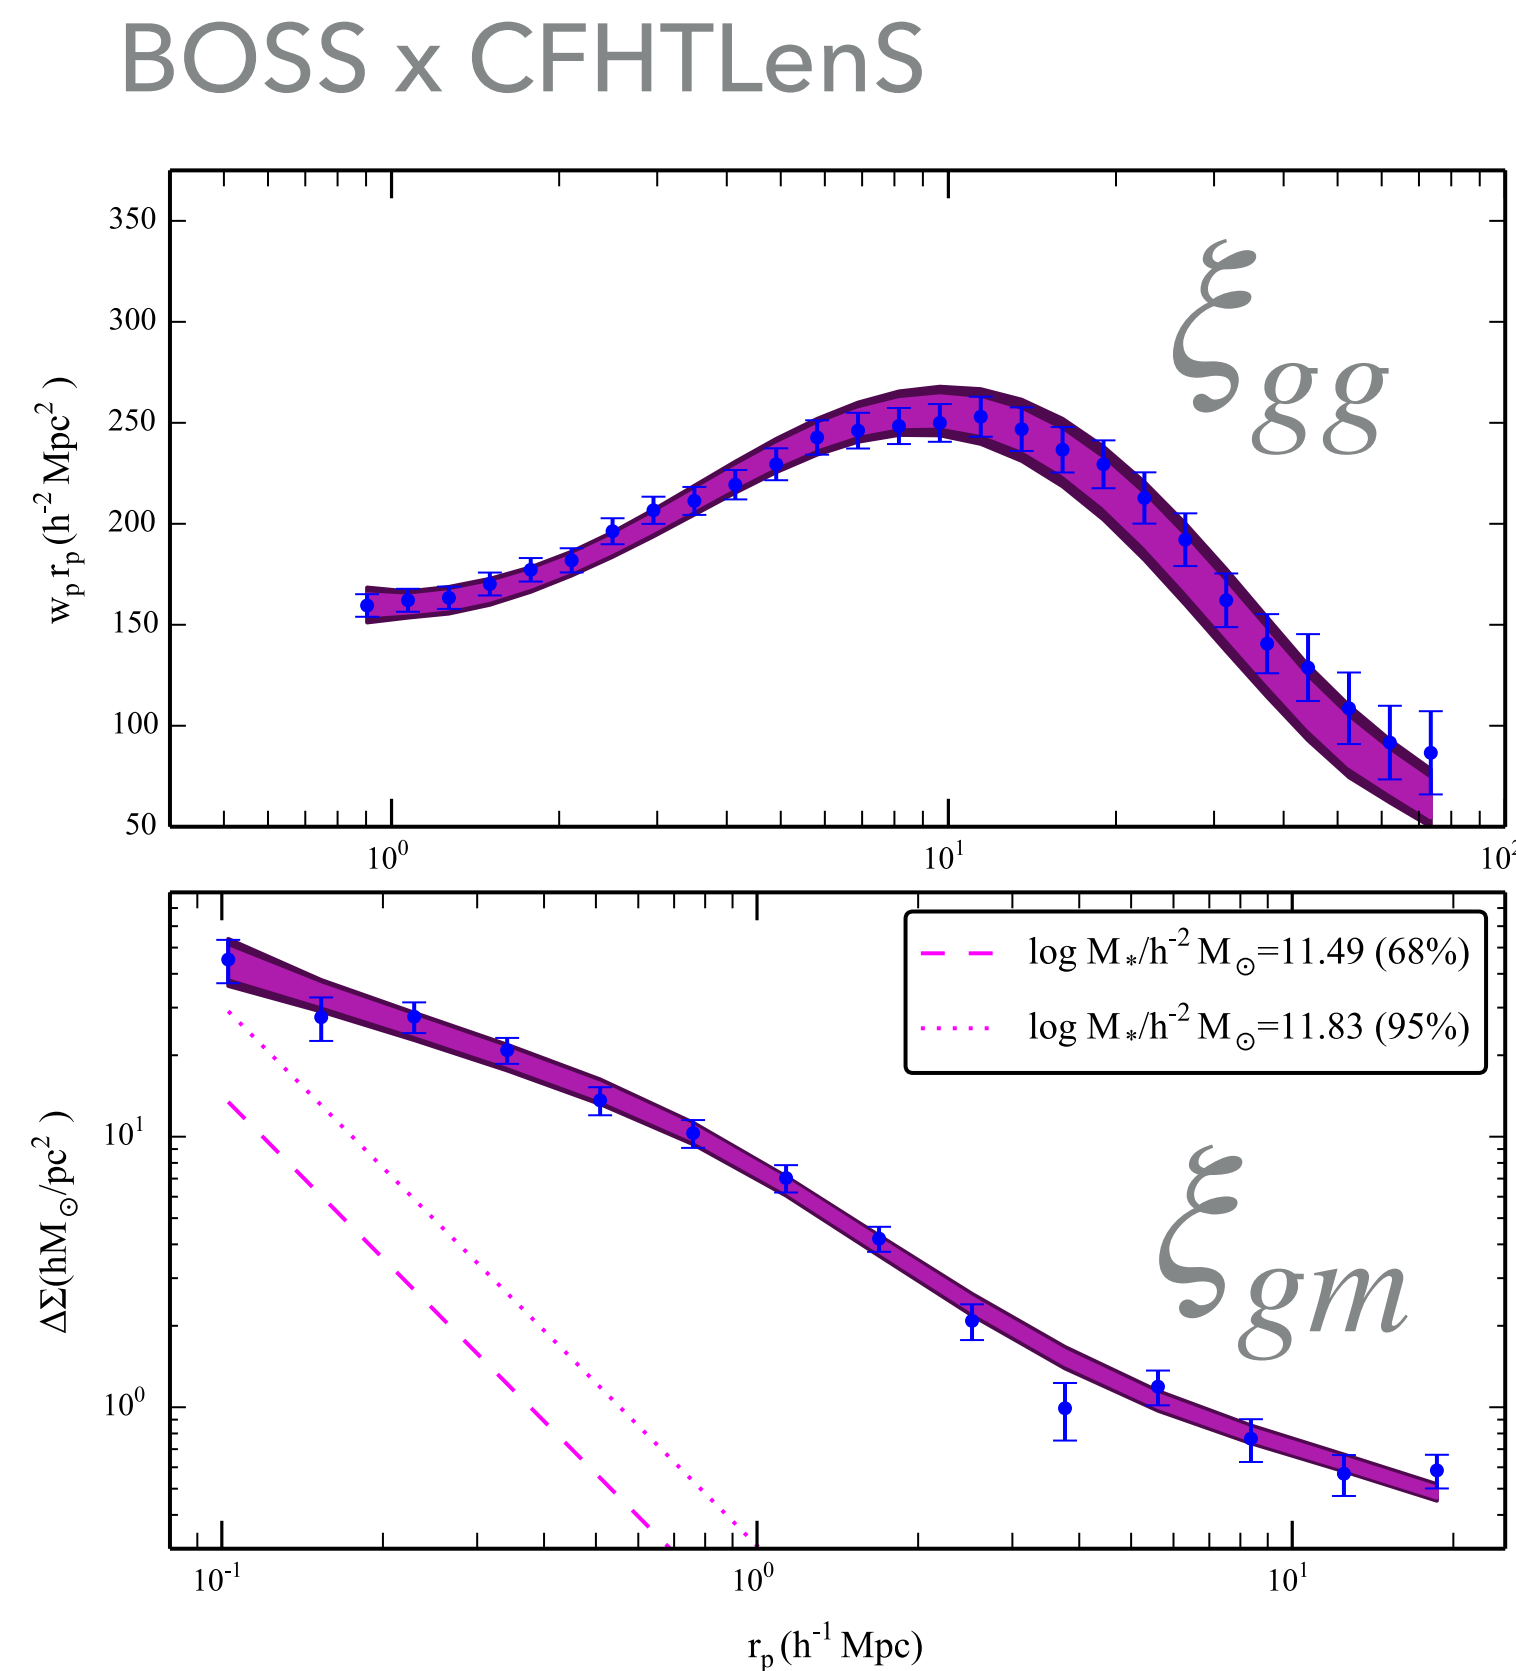 BOSS x CFHTLenS
350
300
250
200
150
100
50
w_p r_p (h^-2 Mpc^2)
ξ_gg
10^0 10^1 10^2
log M_*/h^-2 M_⊙=11.49 (68%)
log M_*/h^-2 M_⊙=11.83 (95%)
10^1
10^0
ΔΣ(hM_⊙/pc^2)
ξ_gm
10^-1 10^0 10^1
r_p (h^-1 Mpc)